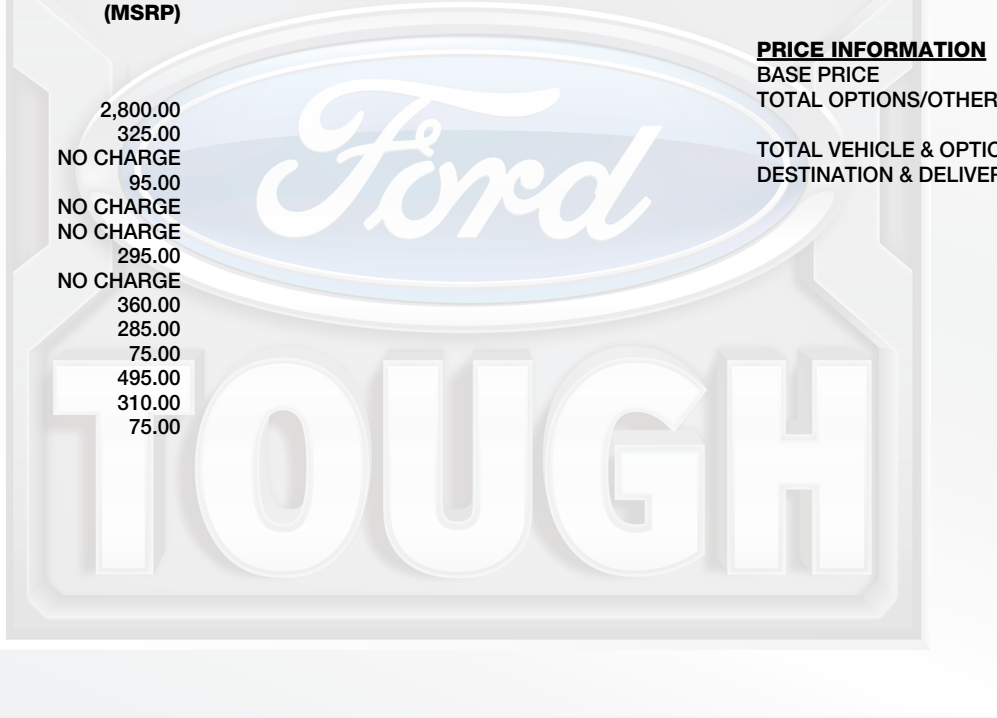 (MSRP)
2,800.00
325.00
NO CHARGE
95.00
NO CHARGE
NO CHARGE
295.00
NO CHARGE
360.00
285.00
75.00
495.00
310.00
75.00
PRICE INFORMATION
BASE PRICE
TOTAL OPTIONS/OTHER
TOTAL VEHICLE & OPTIO
DESTINATION & DELIVER
Ford
TOUGH